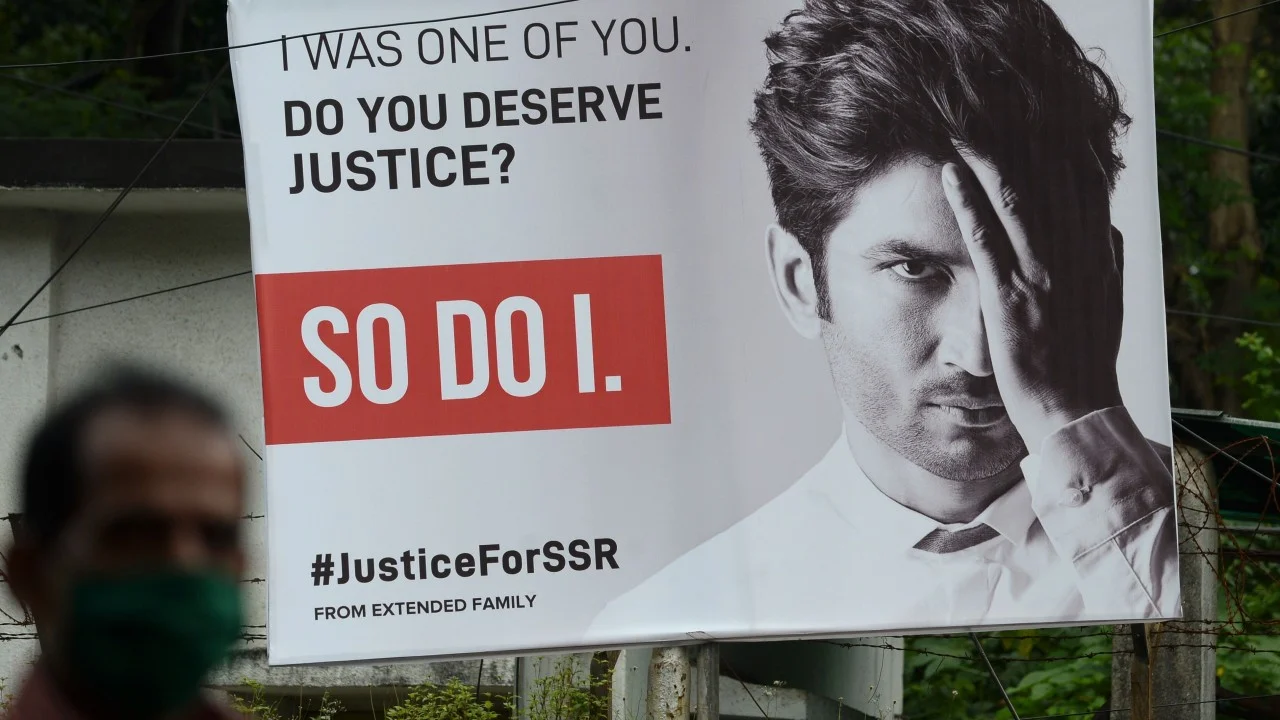 I WAS ONE OF YOU.
DO YOU DESERVE
JUSTICE?
SO DO I.
#JusticeForSSR
FROM EXTENDED FAMILY